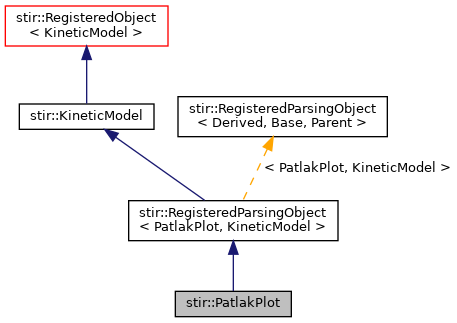 stir::RegisteredObject
< KineticModel >
stir::KineticModel
stir::RegisteredParsingObject
< Derived, Base, Parent >
< PatlakPlot, KineticModel >
stir::RegisteredParsingObject
< PatlakPlot, KineticModel >
stir::PatlakPlot